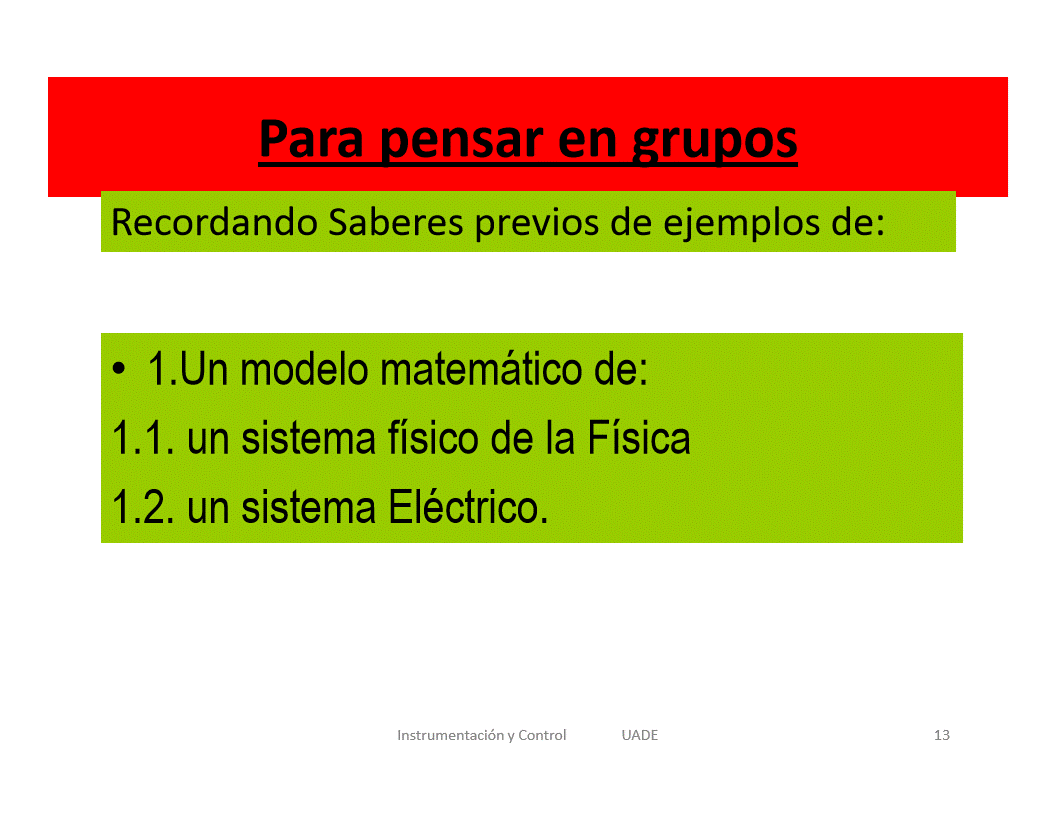 Para pensar en grupos
Recordando Saberes previos de ejemplos de:
• 1.Un modelo matemático de:
1.1. un sistema físico de la Física
1.2. un sistema Eléctrico.
Instrumentación y Control UADE 13